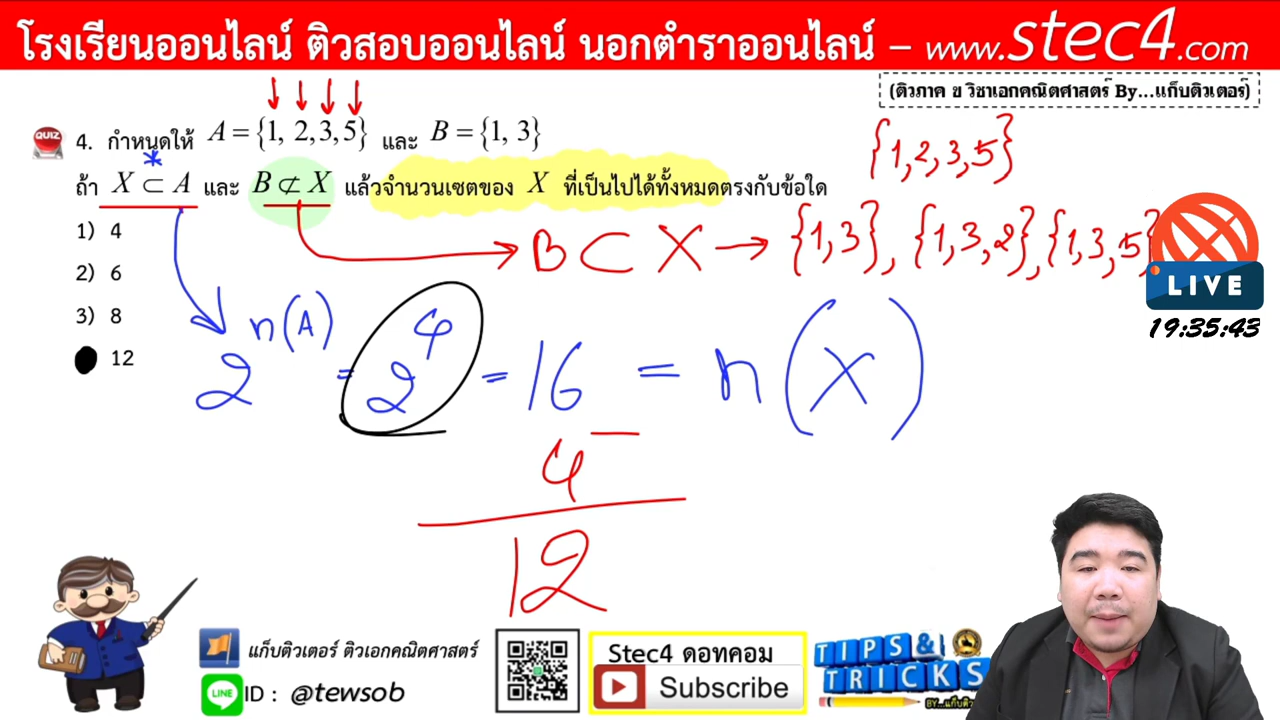 โรงเรียนออนไลน์ ติวสอบออนไลน์ นอกตำราออนไลน์ – www.stec4.com
(ติวภาค ข วิชาเอกคณิตศาสตร์ By...แก็บติวเตอร์)
QUIZ 4. กำหนดให้ A = {1, 2, 3, 5} และ B = {1, 3}
{1,2,3,5}
ถ้า X ⊂ A และ B ⊄ X แล้วจำนวนเซตของ X ที่เป็นไปได้ทั้งหมดตรงกับข้อใด
1) 4
B ⊂ X → {1,3}, {1,3,2}, {1,3,5}
2) 6
LIVE
3) 8
19:35:43
12
2^n(A) = 2^4 = 16 = n(X)
4
12
แก็บติวเตอร์ ติวเอกคณิตศาสตร์
LINE ID : @tewsob
Stec4 ดอทคอม
Subscribe
TIPS &
TRICKS